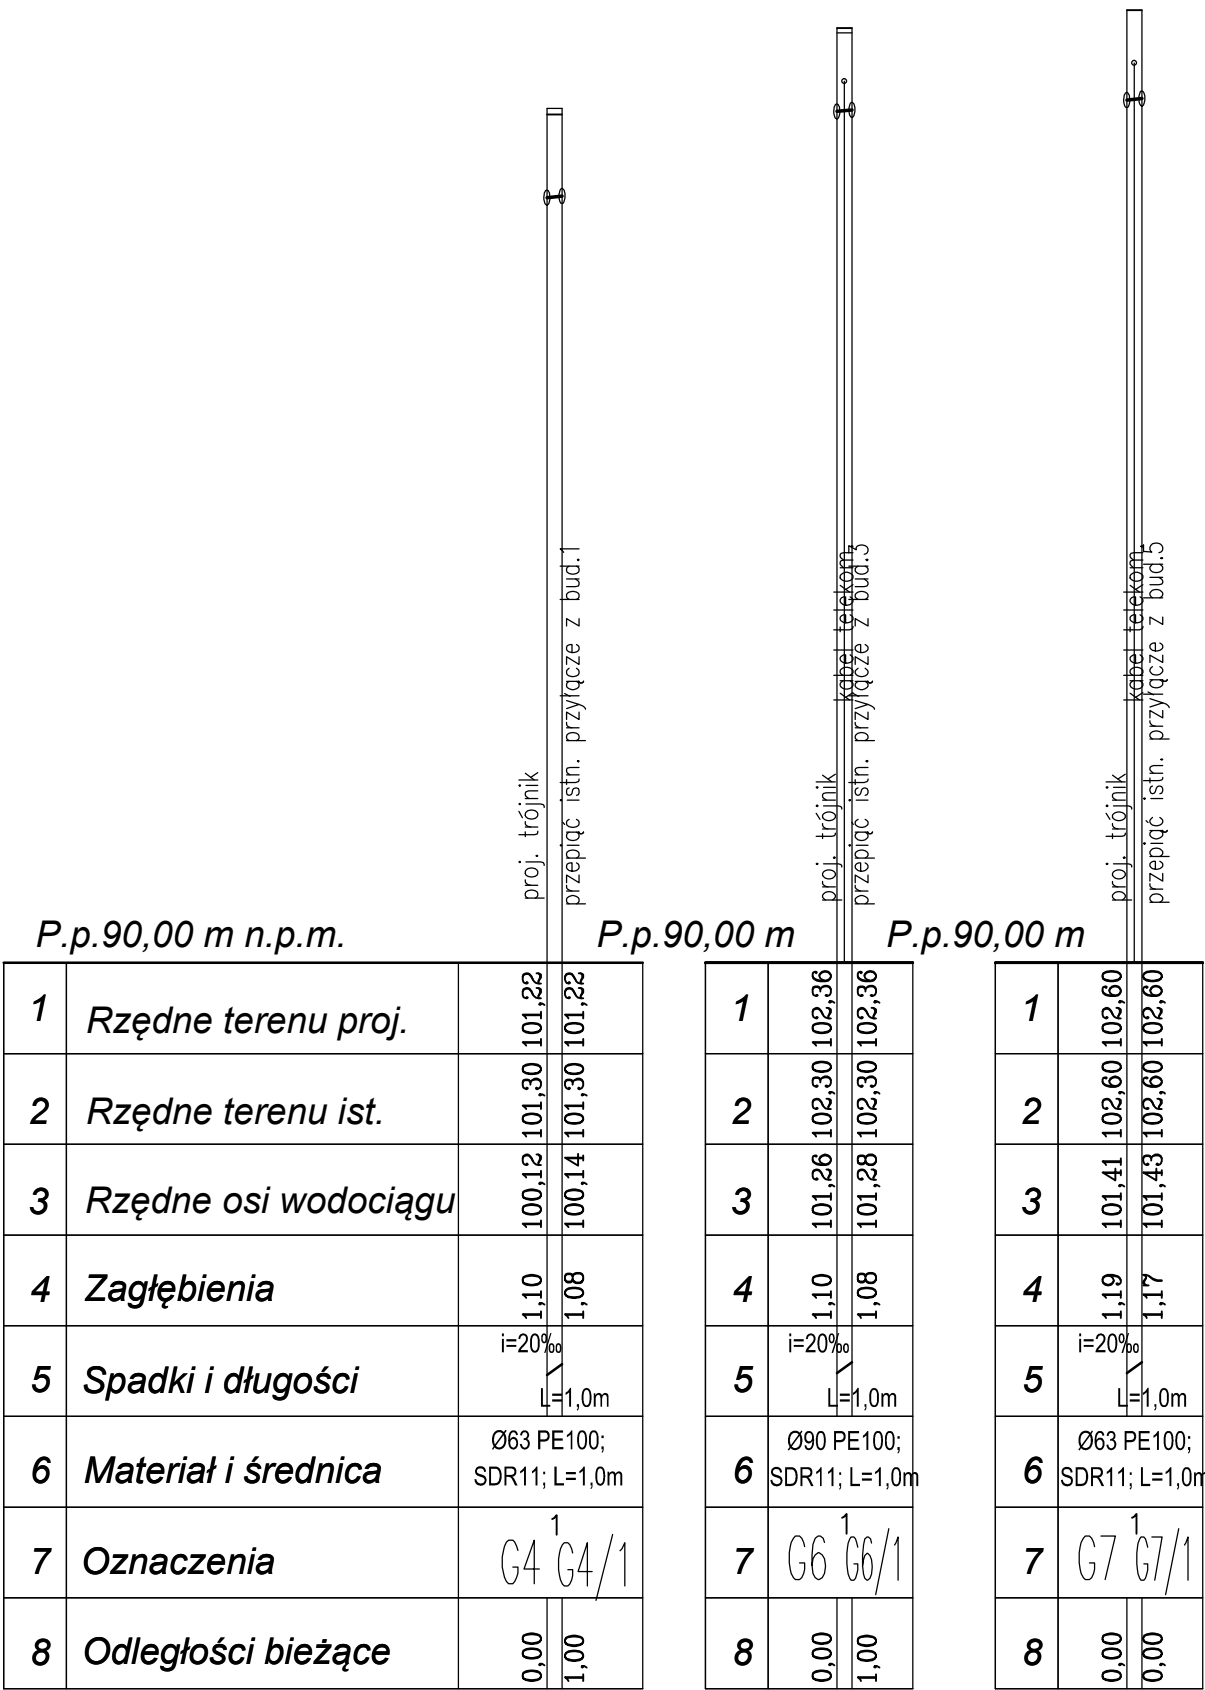 proj. trójnik
przepiąć istn. przyłącze z bud.1
proj. trójnik
kabel telekom.
przepiąć istn. przyłącze z bud.3
proj. trójnik
kabel telekom.
przepiąć istn. przyłącze z bud.5
P.p.90,00 m n.p.m.
P.p.90,00 m
P.p.90,00 m
1 Rzędne terenu proj. 101,22 101,22
1 102,36 102,36
1 102,60 102,60
2 Rzędne terenu ist. 101,30 101,30
2 102,30 102,30
2 102,60 102,60
3 Rzędne osi wodociągu 100,12 100,14
3 101,26 101,28
3 101,41 101,43
4 Zagłębienia 1,10 1,08
4 1,10 1,08
4 1,19 1,17
5 Spadki i długości
i=20‰
L=1,0m
5
i=20‰
L=1,0m
5
i=20‰
L=1,0m
6 Materiał i średnica
Ø63 PE100;
SDR11; L=1,0m
6
Ø90 PE100;
SDR11; L=1,0m
6
Ø63 PE100;
SDR11; L=1,0m
7 Oznaczenia
1
G4 G4/1
7
1
G6 G6/1
7
1
G7 G7/1
8 Odległości bieżące 0,00 1,00
8 0,00 1,00
8 0,00 0,00